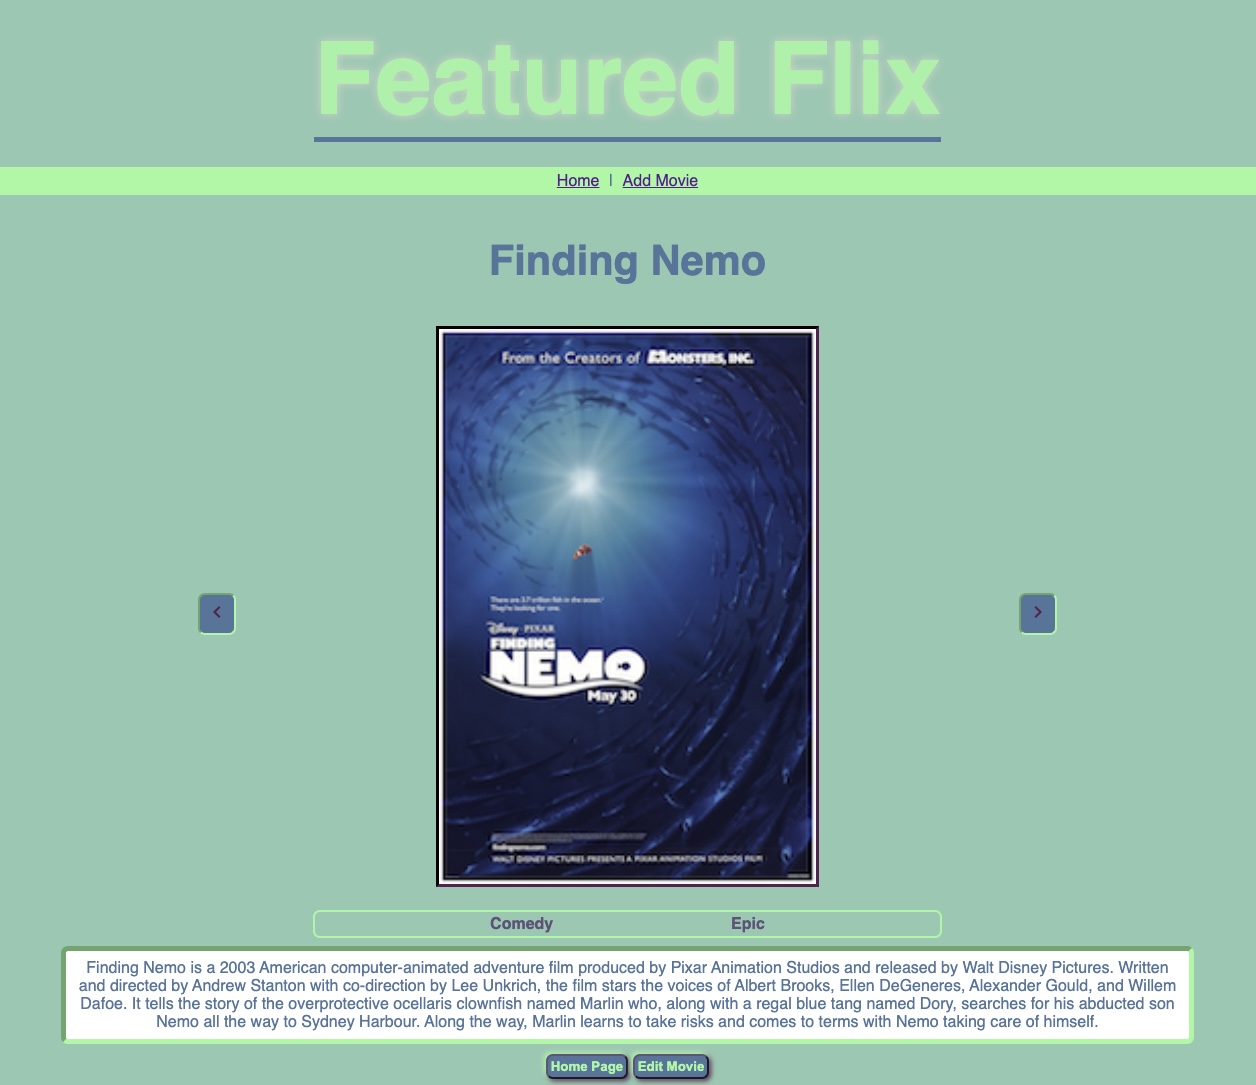 Featured Flix
Home | Add Movie
Finding Nemo
From the Creators of MONSTERS, INC.
There are 3.7 trillion fish in the ocean.
They're looking for one.
Disney · PIXAR
FINDING
NEMO
May 30
findingnemo.com
WALT DISNEY PICTURES PRESENTS A PIXAR ANIMATION STUDIOS FILM
Comedy Epic
Finding Nemo is a 2003 American computer-animated adventure film produced by Pixar Animation Studios and released by Walt Disney Pictures. Written
and directed by Andrew Stanton with co-direction by Lee Unkrich, the film stars the voices of Albert Brooks, Ellen DeGeneres, Alexander Gould, and Willem
Dafoe. It tells the story of the overprotective ocellaris clownfish named Marlin who, along with a regal blue tang named Dory, searches for his abducted son
Nemo all the way to Sydney Harbour. Along the way, Marlin learns to take risks and comes to terms with Nemo taking care of himself.
Home Page Edit Movie